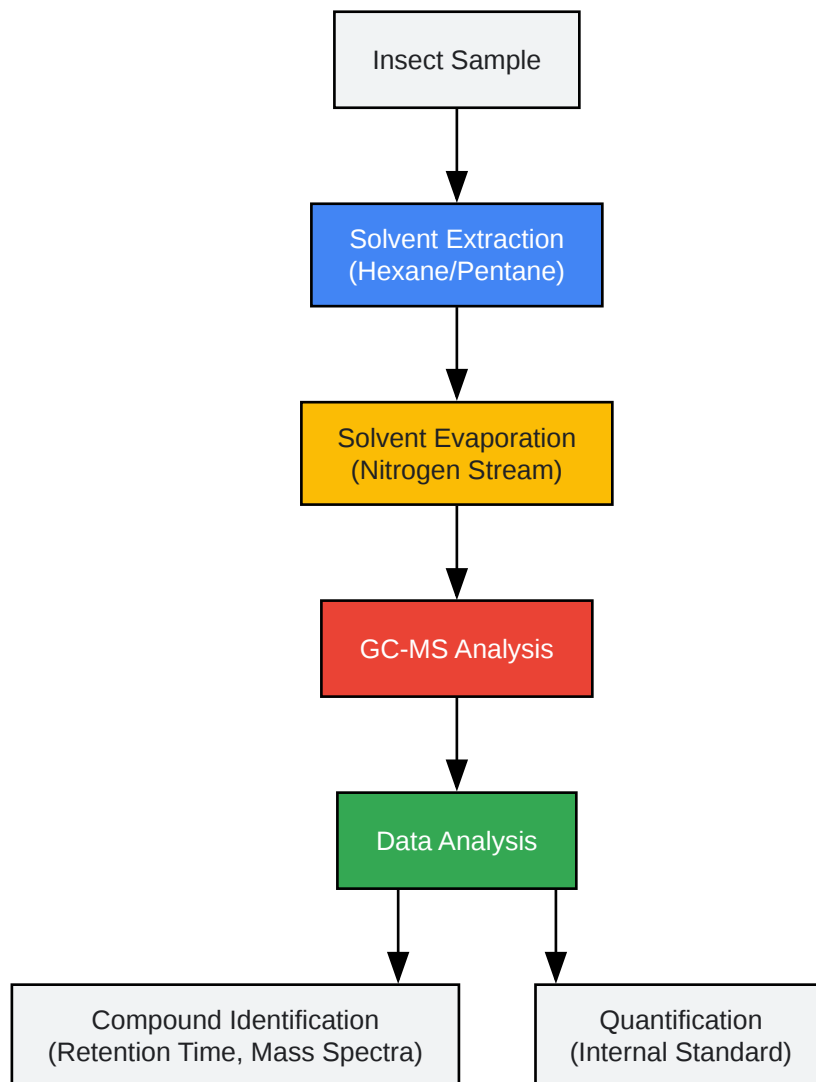 Insect Sample
Solvent Extraction
(Hexane/Pentane)
Solvent Evaporation
(Nitrogen Stream)
GC-MS Analysis
Data Analysis
Compound Identification
(Retention Time, Mass Spectra)
Quantification
(Internal Standard)